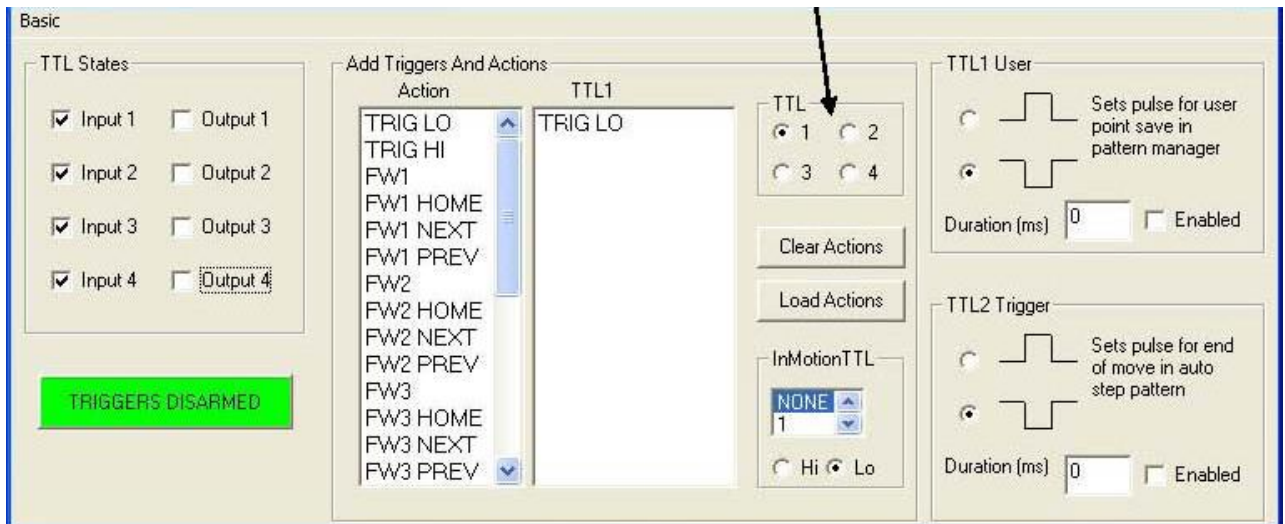 Basic
TTL States
Input 1 Output 1
Input 2 Output 2
Input 3 Output 3
Input 4 Output 4
TRIGGERS DISARMED
Add Triggers And Actions
Action
TRIG LO
TRIG HI
FW1
FW1 HOME
FW1 NEXT
FW1 PREV
FW2
FW2 HOME
FW2 NEXT
FW2 PREV
FW3
FW3 HOME
FW3 NEXT
FW3 PREV
TTL1
TRIG LO
TTL
1 2
3 4
Clear Actions
Load Actions
InMotionTTL
NONE
1
Hi Lo
TTL1 User
Sets pulse for user
point save in
pattern manager
Duration (ms) 0 Enabled
TTL2 Trigger
Sets pulse for end
of move in auto
step pattern
Duration (ms) 0 Enabled